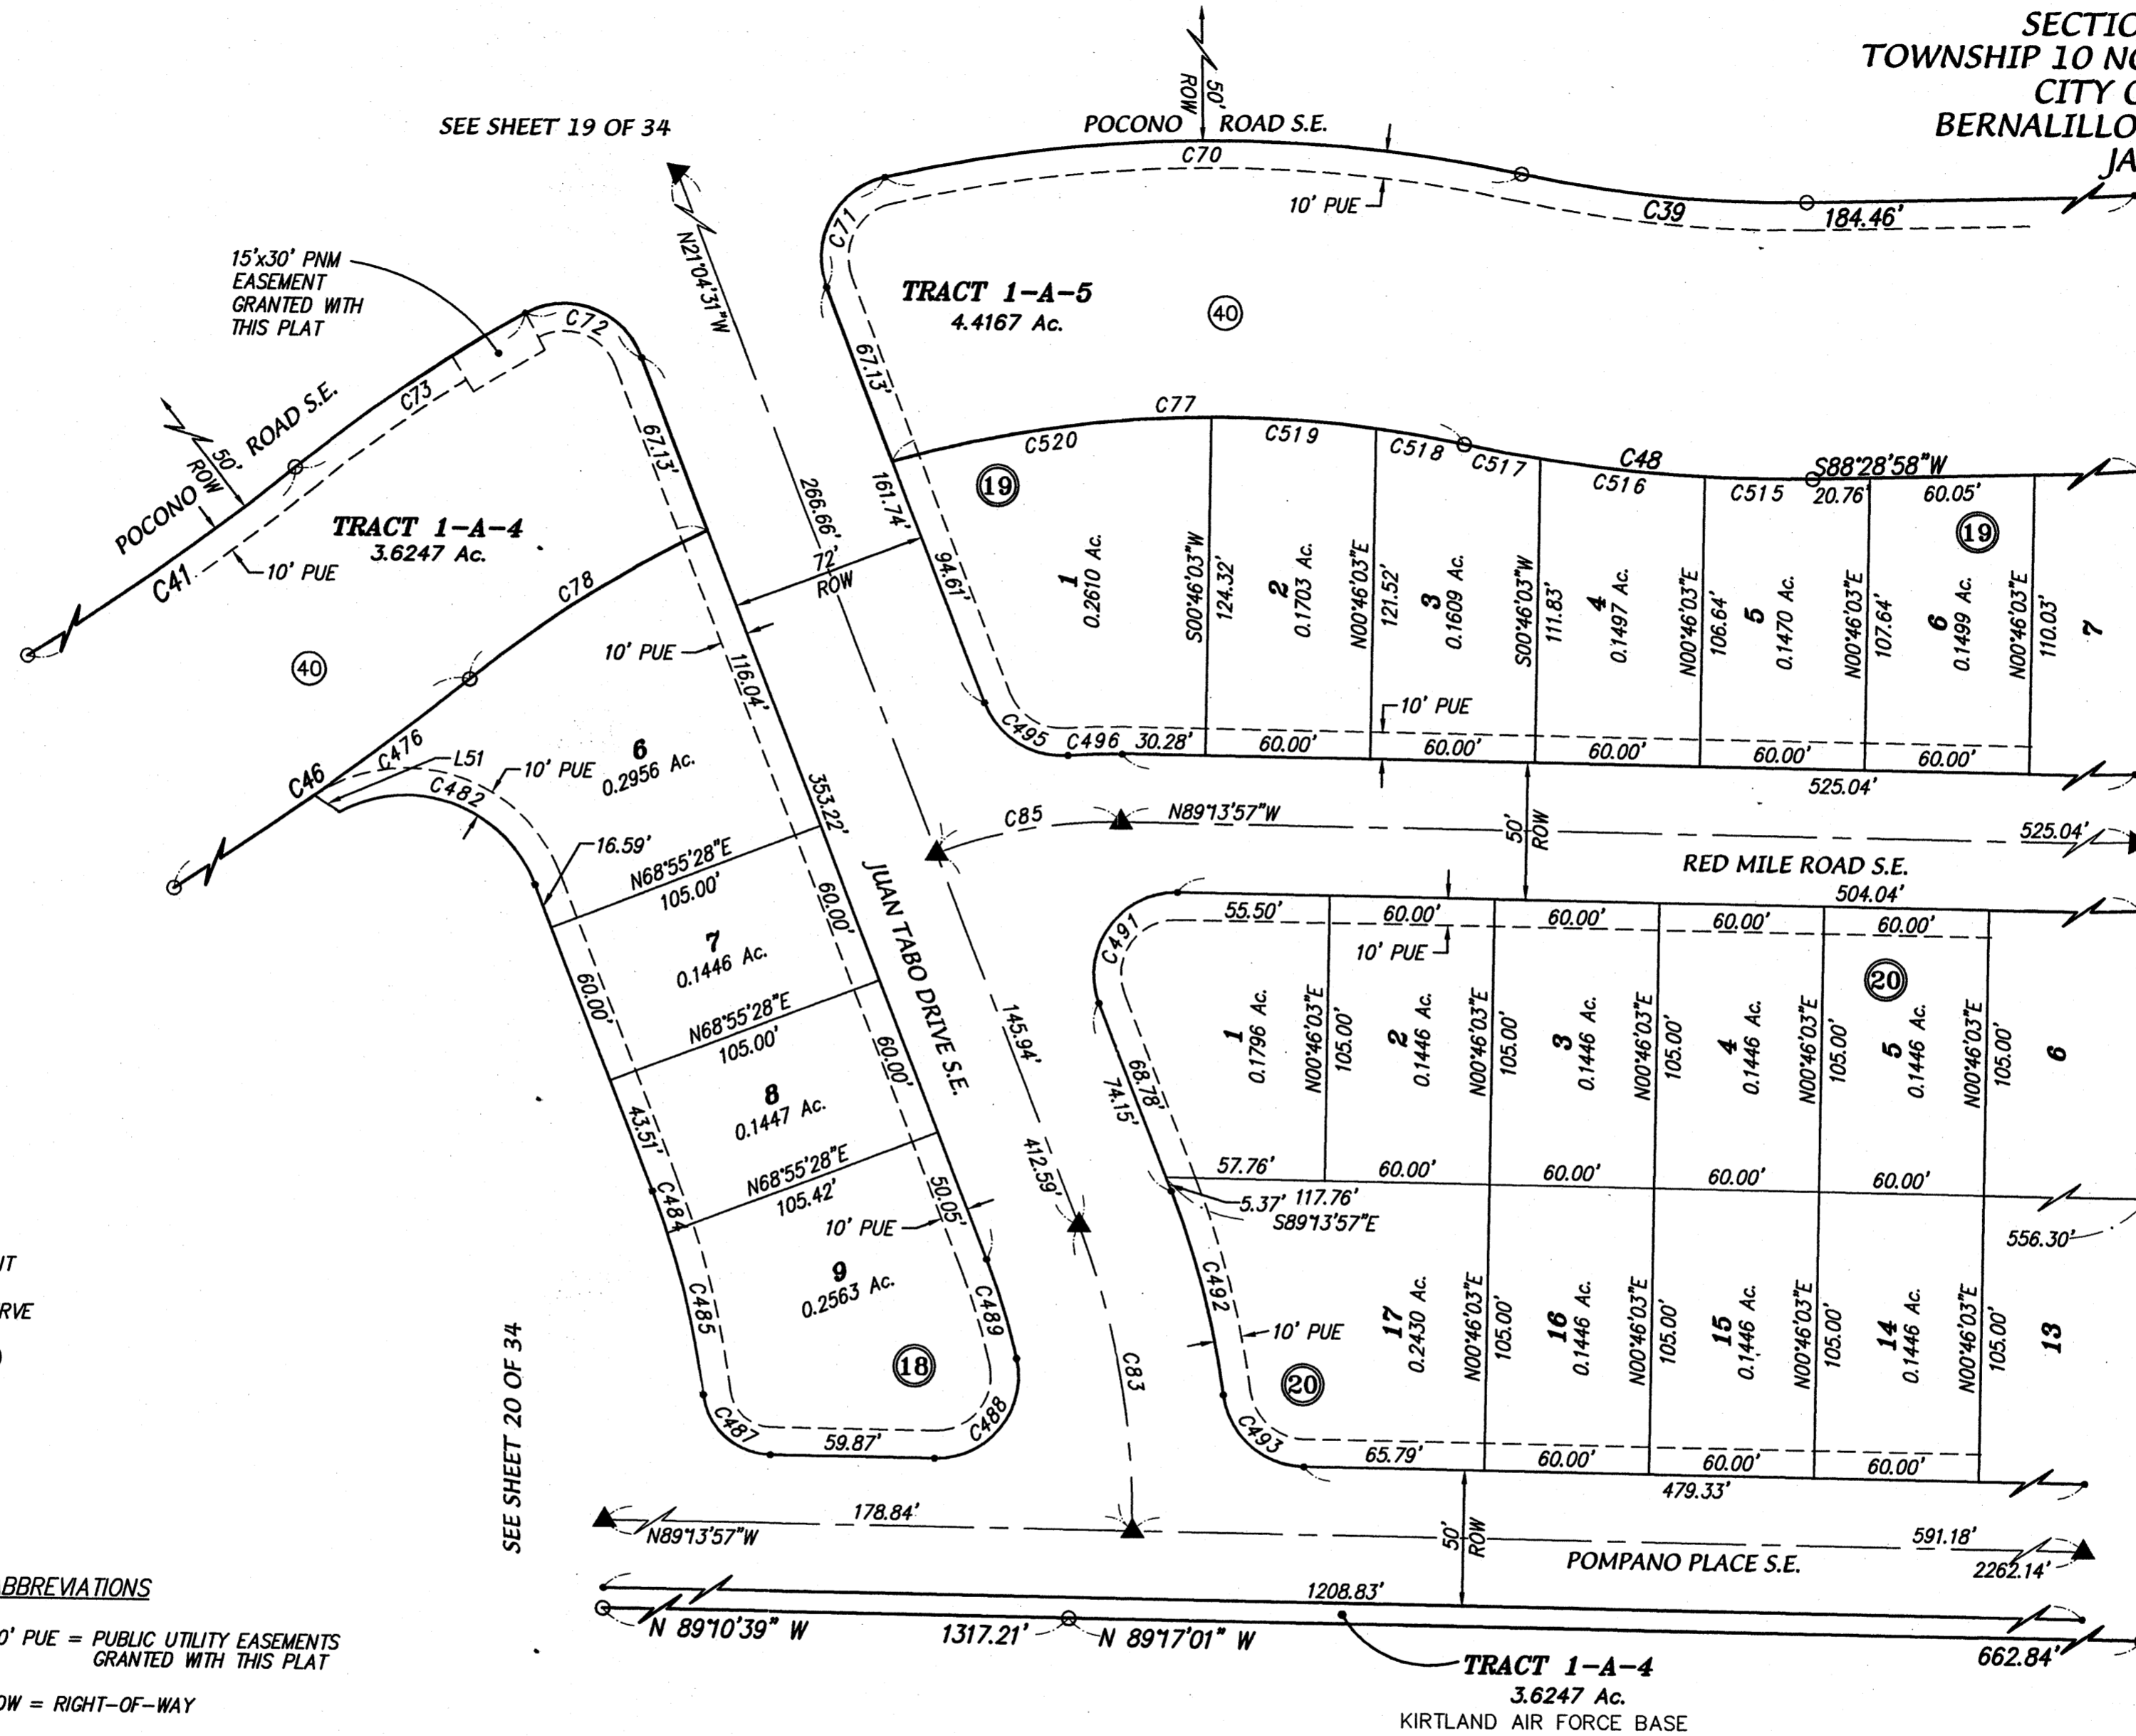 SECTIO
TOWNSHIP 10 NO
CITY O
BERNALILLO
JA
SEE SHEET 19 OF 34
50'
ROW
POCONO ROAD S.E.
C70
10' PUE
C39
184.46'
C71
N21°04'31"W
15'x30' PNM
EASEMENT
GRANTED WITH
THIS PLAT
TRACT 1-A-5
4.4167 Ac.
40
C72
C73
67.13'
67.13'
POCONO ROAD S.E.
50'
ROW
C41
10' PUE
TRACT 1-A-4
3.6247 Ac.
40
C77
C520
C519
C518
C517
C48
C516
C515
S88°28'58"W
20.76'
60.05'
19
19
161.74'
94.61'
266.66'
72'
ROW
1
0.2610 Ac.
S00°46'03"W
124.32'
2
0.1703 Ac.
N00°46'03"E
121.52'
3
0.1609 Ac.
S00°46'03"W
111.83'
4
0.1497 Ac.
N00°46'03"E
106.64'
5
0.1470 Ac.
N00°46'03"E
107.64'
6
0.1499 Ac.
N00°46'03"E
110.03'
7
10' PUE
C495
C496
30.28'
60.00'
60.00'
60.00'
60.00'
60.00'
525.04'
C78
10' PUE
116.04'
C476
C46
L51
10' PUE
C482
6
0.2956 Ac.
353.22'
16.59'
N68°55'28"E
105.00'
60.00'
7
0.1446 Ac.
60.00'
N68°55'28"E
105.00'
60.00'
8
0.1447 Ac.
43.51'
N68°55'28"E
105.42'
C484
50.05'
10' PUE
9
0.2563 Ac.
C485
C489
18
C487
59.87'
C488
JUAN TABO DRIVE S.E.
145.94'
412.59'
C83
C85
N89°13'57"W
50'
ROW
525.04'
RED MILE ROAD S.E.
504.04'
C491
55.50'
60.00'
60.00'
60.00'
60.00'
10' PUE
20
1
0.1796 Ac.
N00°46'03"E
105.00'
2
0.1446 Ac.
N00°46'03"E
105.00'
3
0.1446 Ac.
N00°46'03"E
105.00'
4
0.1446 Ac.
N00°46'03"E
105.00'
5
0.1446 Ac.
N00°46'03"E
105.00'
6
68.78'
74.15'
57.76'
60.00'
60.00'
60.00'
60.00'
5.37'
117.76'
S89°13'57"E
556.30'
C492
10' PUE
20
17
0.2430 Ac.
N00°46'03"E
105.00'
16
0.1446 Ac.
N00°46'03"E
105.00'
15
0.1446 Ac.
N00°46'03"E
105.00'
14
0.1446 Ac.
N00°46'03"E
105.00'
13
C493
65.79'
60.00'
60.00'
60.00'
479.33'
SEE SHEET 20 OF 34
N89°13'57"W
178.84'
50'
ROW
POMPANO PLACE S.E.
591.18'
2262.14'
1208.83'
N 89°10'39" W
1317.21'
N 89°17'01" W
662.84'
TRACT 1-A-4
3.6247 Ac.
KIRTLAND AIR FORCE BASE
IT
RVE
)
BBREVIATIONS
0' PUE = PUBLIC UTILITY EASEMENTS
GRANTED WITH THIS PLAT
OW = RIGHT-OF-WAY